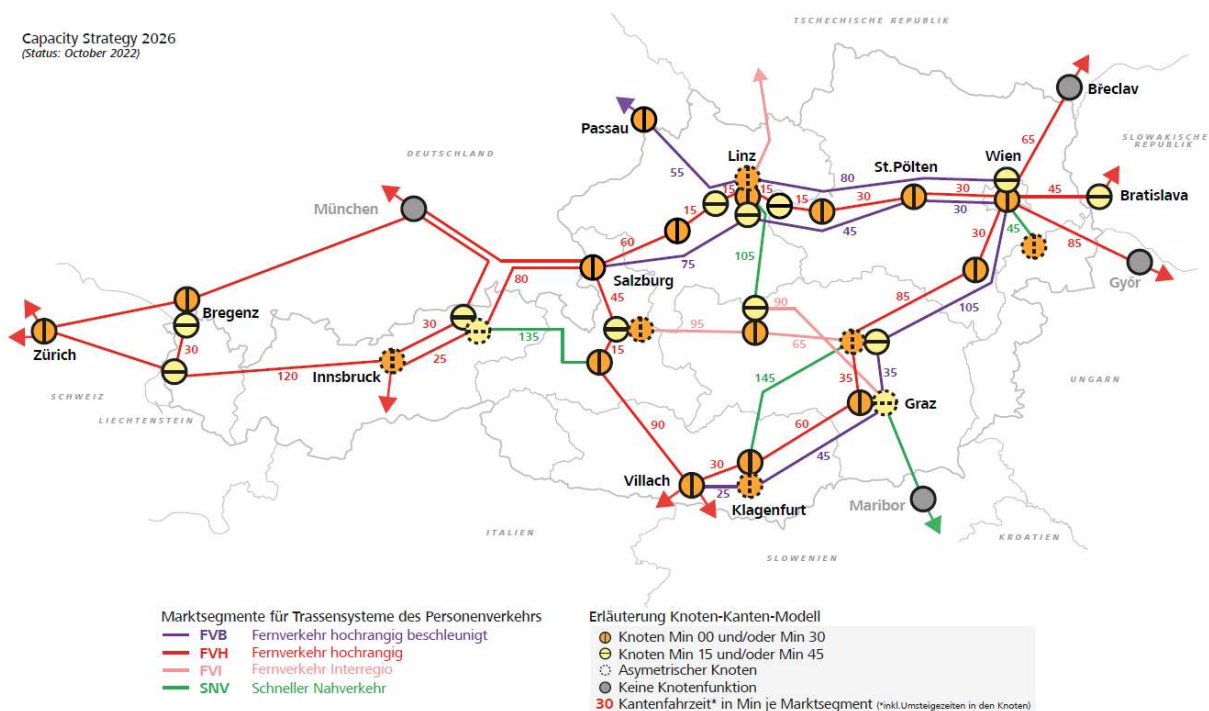 Capacity Strategy 2026
(Status: October 2022)
TSCHECHISCHE REPUBLIK
Břeclav
Passau
SLOWAKISCHE
REPUBLIK
DEUTSCHLAND
Linz
St.Pölten
Wien
65
55
80
15
15
15
15
30
30
45
Bratislava
München
30
45
45
60
75
30
85
105
80
Salzburg
Györ
45
85
Bregenz
90
105
30
30
135
95
Zürich
15
65
25
Innsbruck
120
145
35
35
UNGARN
SCHWEIZ
Graz
LIECHTENSTEIN
90
60
30
45
Villach
25
Maribor
Klagenfurt
ITALIEN
KROATIEN
SLOWENIEN
Marktsegmente für Trassensysteme des Personenverkehrs
FVB Fernverkehr hochrangig beschleunigt
FVH Fernverkehr hochrangig
FVI Fernverkehr Interregio
SNV Schneller Nahverkehr
Erläuterung Knoten-Kanten-Modell
Knoten Min 00 und/oder Min 30
Knoten Min 15 und/oder Min 45
Asymetrischer Knoten
Keine Knotenfunktion
30 Kantenfahrzeit* in Min je Marktsegment (*inkl.Umsteigezeiten in den Knoten)